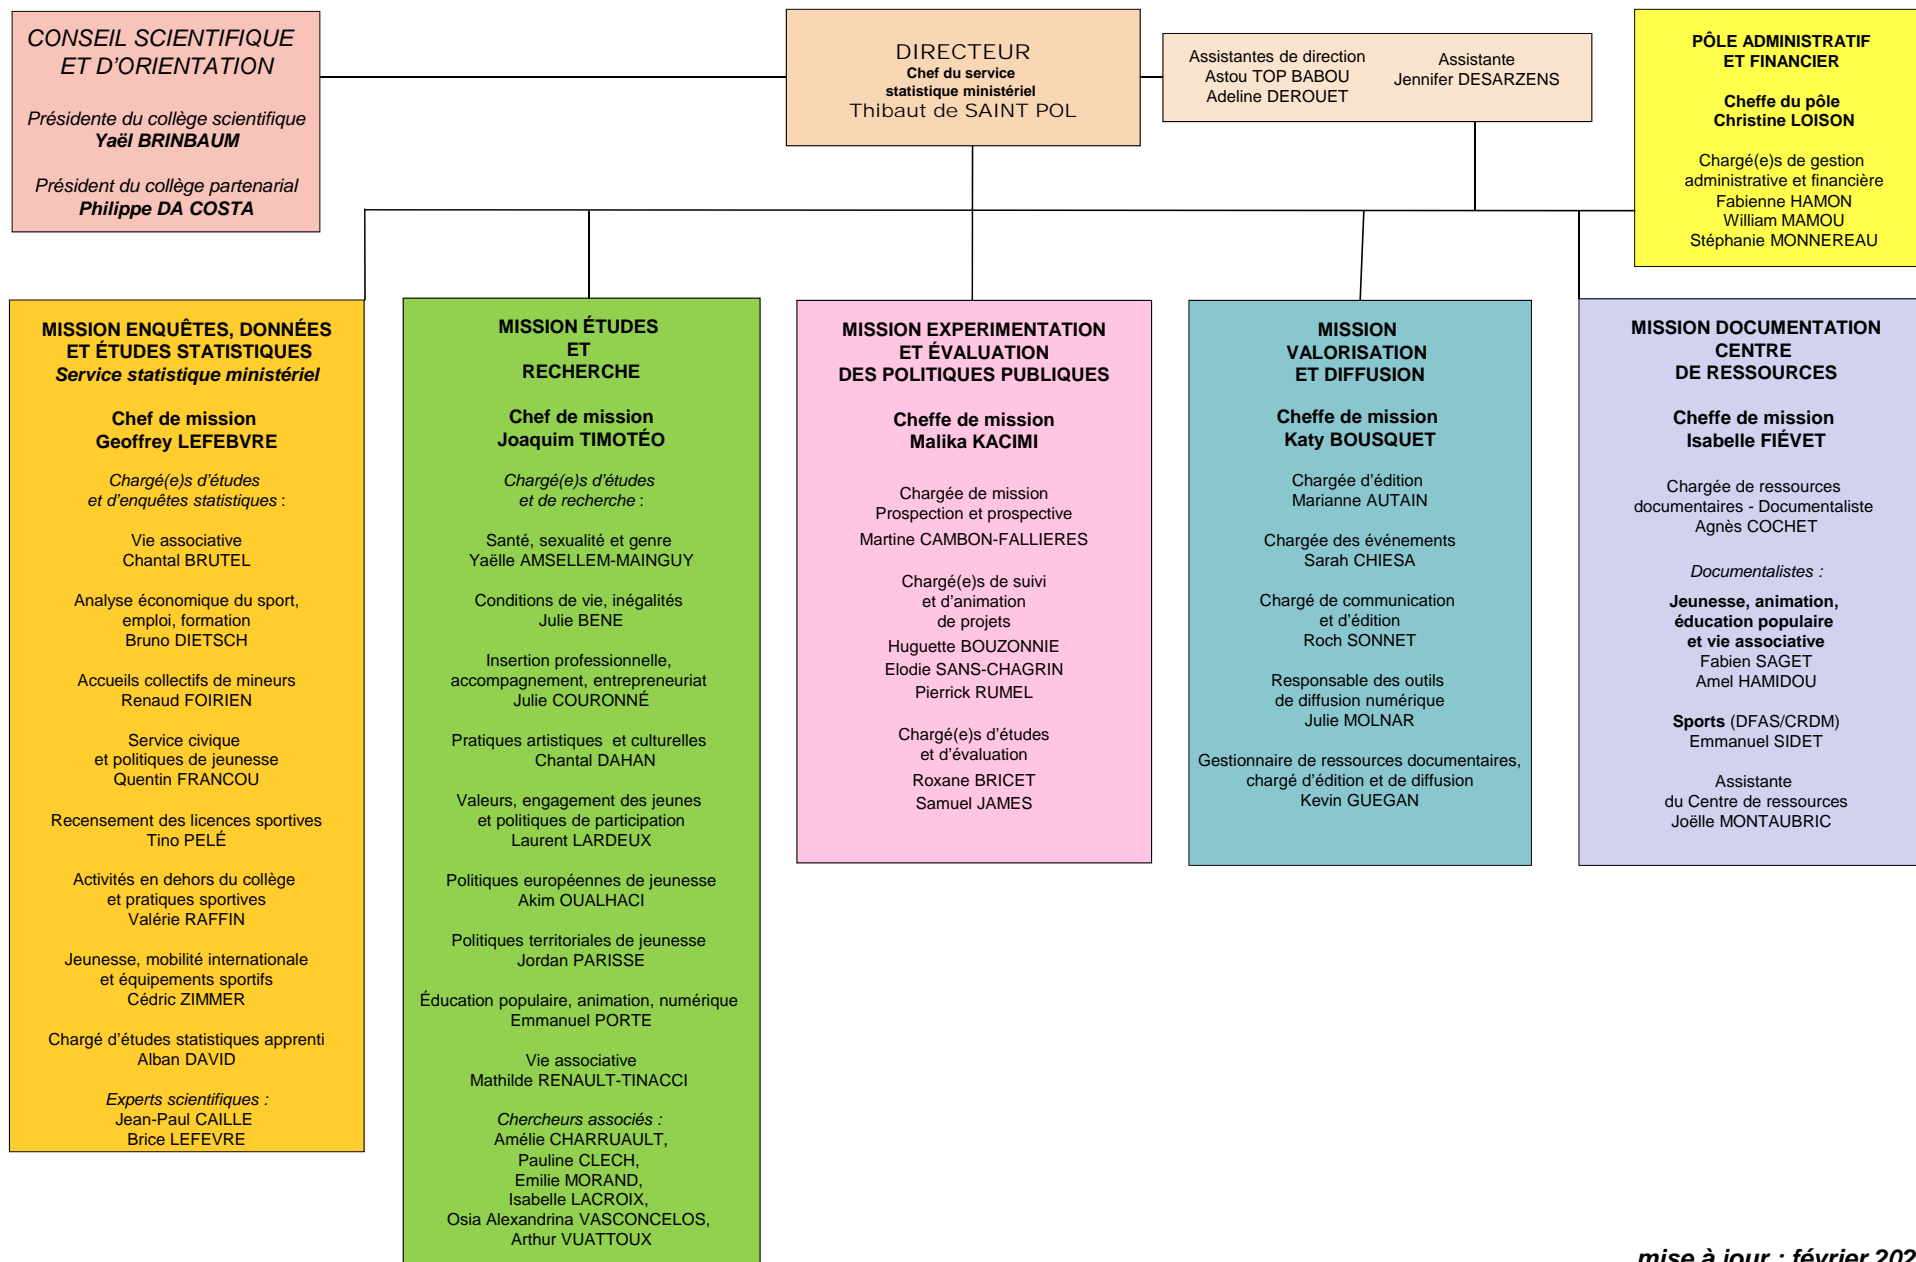 CONSEIL SCIENTIFIQUE
ET D'ORIENTATION
Présidente du collège scientifique
Yaël BRINBAUM
Président du collège partenarial
Philippe DA COSTA
DIRECTEUR
Chef du service
statistique ministériel
Thibaut de SAINT POL
Assistantes de direction
Astou TOP BABOU
Adeline DEROUET
Assistante
Jennifer DESARZENS
PÔLE ADMINISTRATIF
ET FINANCIER
Cheffe du pôle
Christine LOISON
Chargé(e)s de gestion
administrative et financière
Fabienne HAMON
William MAMOU
Stéphanie MONNEREAU
MISSION ENQUÊTES, DONNÉES
ET ÉTUDES STATISTIQUES
Service statistique ministériel
Chef de mission
Geoffrey LEFEBVRE
Chargé(e)s d'études
et d'enquêtes statistiques :
Vie associative
Chantal BRUTEL
Analyse économique du sport,
emploi, formation
Bruno DIETSCH
Accueils collectifs de mineurs
Renaud FOIRIEN
Service civique
et politiques de jeunesse
Quentin FRANCOU
Recensement des licences sportives
Tino PELÉ
Activités en dehors du collège
et pratiques sportives
Valérie RAFFIN
Jeunesse, mobilité internationale
et équipements sportifs
Cédric ZIMMER
Chargé d'études statistiques apprenti
Alban DAVID
Experts scientifiques :
Jean-Paul CAILLE
Brice LEFEVRE
MISSION ÉTUDES
ET
RECHERCHE
Chef de mission
Joaquim TIMOTÉO
Chargé(e)s d'études
et de recherche :
Santé, sexualité et genre
Yaëlle AMSELLEM-MAINGUY
Conditions de vie, inégalités
Julie BENE
Insertion professionnelle,
accompagnement, entrepreneuriat
Julie COURONNÉ
Pratiques artistiques et culturelles
Chantal DAHAN
Valeurs, engagement des jeunes
et politiques de participation
Laurent LARDEUX
Politiques européennes de jeunesse
Akim OUALHACI
Politiques territoriales de jeunesse
Jordan PARISSE
Éducation populaire, animation, numérique
Emmanuel PORTE
Vie associative
Mathilde RENAULT-TINACCI
Chercheurs associés :
Amélie CHARRUAULT,
Pauline CLECH,
Emilie MORAND,
Isabelle LACROIX,
Osia Alexandrina VASCONCELOS,
Arthur VUATTOUX
MISSION EXPERIMENTATION
ET ÉVALUATION
DES POLITIQUES PUBLIQUES
Cheffe de mission
Malika KACIMI
Chargée de mission
Prospection et prospective
Martine CAMBON-FALLIERES
Chargé(e)s de suivi
et d'animation
de projets
Huguette BOUZONNIE
Elodie SANS-CHAGRIN
Pierrick RUMEL
Chargé(e)s d'études
et d'évaluation
Roxane BRICET
Samuel JAMES
MISSION
VALORISATION
ET DIFFUSION
Cheffe de mission
Katy BOUSQUET
Chargée d'édition
Marianne AUTAIN
Chargée des événements
Sarah CHIESA
Chargé de communication
et d'édition
Roch SONNET
Responsable des outils
de diffusion numérique
Julie MOLNAR
Gestionnaire de ressources documentaires,
chargé d'édition et de diffusion
Kevin GUEGAN
MISSION DOCUMENTATION
CENTRE
DE RESSOURCES
Cheffe de mission
Isabelle FIÉVET
Chargée de ressources
documentaires - Documentaliste
Agnès COCHET
Documentalistes :
Jeunesse, animation,
éducation populaire
et vie associative
Fabien SAGET
Amel HAMIDOU
Sports (DFAS/CRDM)
Emmanuel SIDET
Assistante
du Centre de ressources
Joëlle MONTAUBRIC
mise à jour : février 202